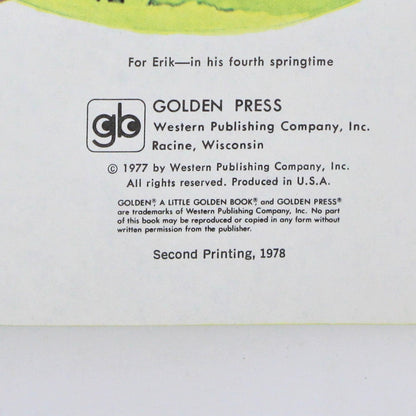 For Erik—in his fourth springtime
gb
GOLDEN PRESS
Western Publishing Company, Inc.
Racine, Wisconsin
© 1977 by Western Publishing Company, Inc.
All rights reserved. Produced in U.S.A.
GOLDEN®, A LITTLE GOLDEN BOOK®, and GOLDEN PRESS®
are trademarks of Western Publishing Company, Inc. No part
of this book may be reproduced or copied in any form without
written permission from the publisher.
Second Printing, 1978